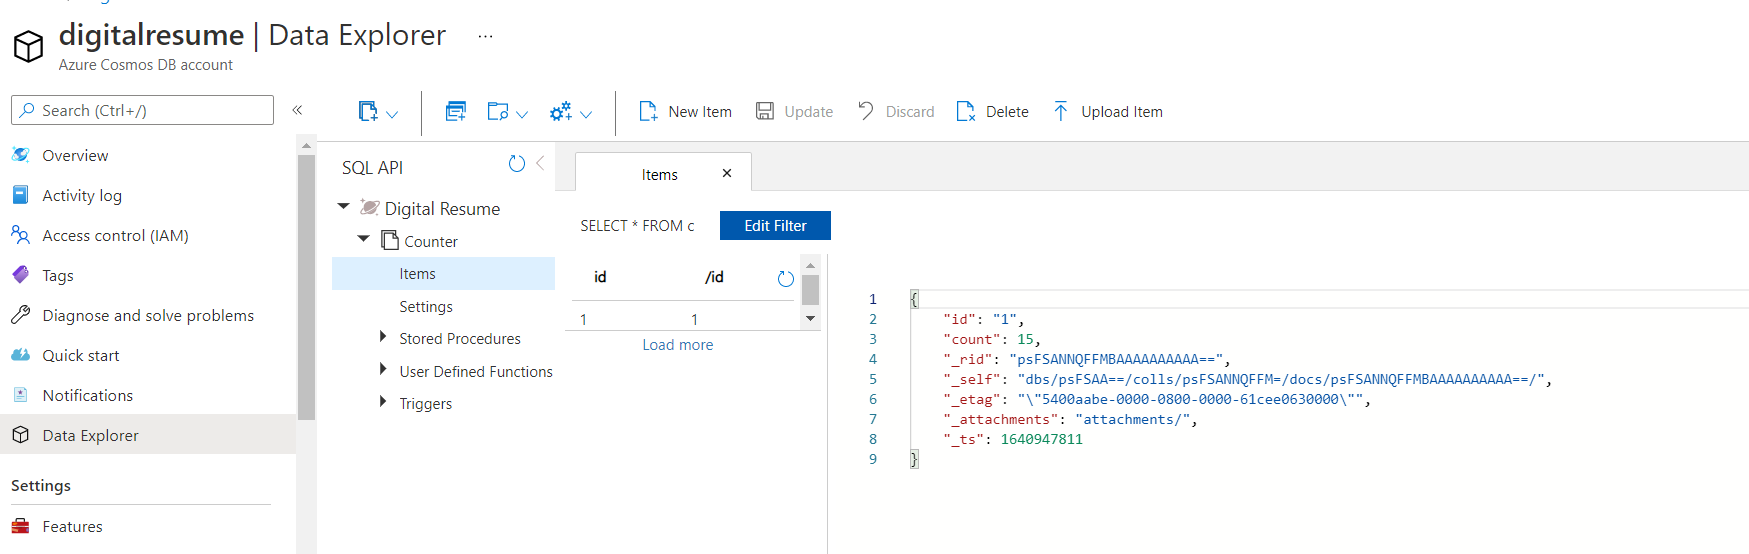 digitalresume | Data Explorer ...
Azure Cosmos DB account
Search (Ctrl+/)
«
Overview
Activity log
Access control (IAM)
Tags
Diagnose and solve problems
Quick start
Notifications
Data Explorer
Settings
Features
New Item Update Discard Delete Upload Item
SQL API
Digital Resume
Counter
Items
Settings
Stored Procedures
User Defined Functions
Triggers
Items ✕
SELECT * FROM c Edit Filter
id /id
1 1
Load more
1 {
2 "id": "1",
3 "count": 15,
4 "_rid": "psFSANNQFFMBAAAAAAAAAA==",
5 "_self": "dbs/psFSAA==/colls/psFSANNQFFM=/docs/psFSANNQFFMBAAAAAAAAAA==/",
6 "_etag": "\"5400aabe-0000-0800-0000-61cee0630000\"",
7 "_attachments": "attachments/",
8 "_ts": 1640947811
9 }